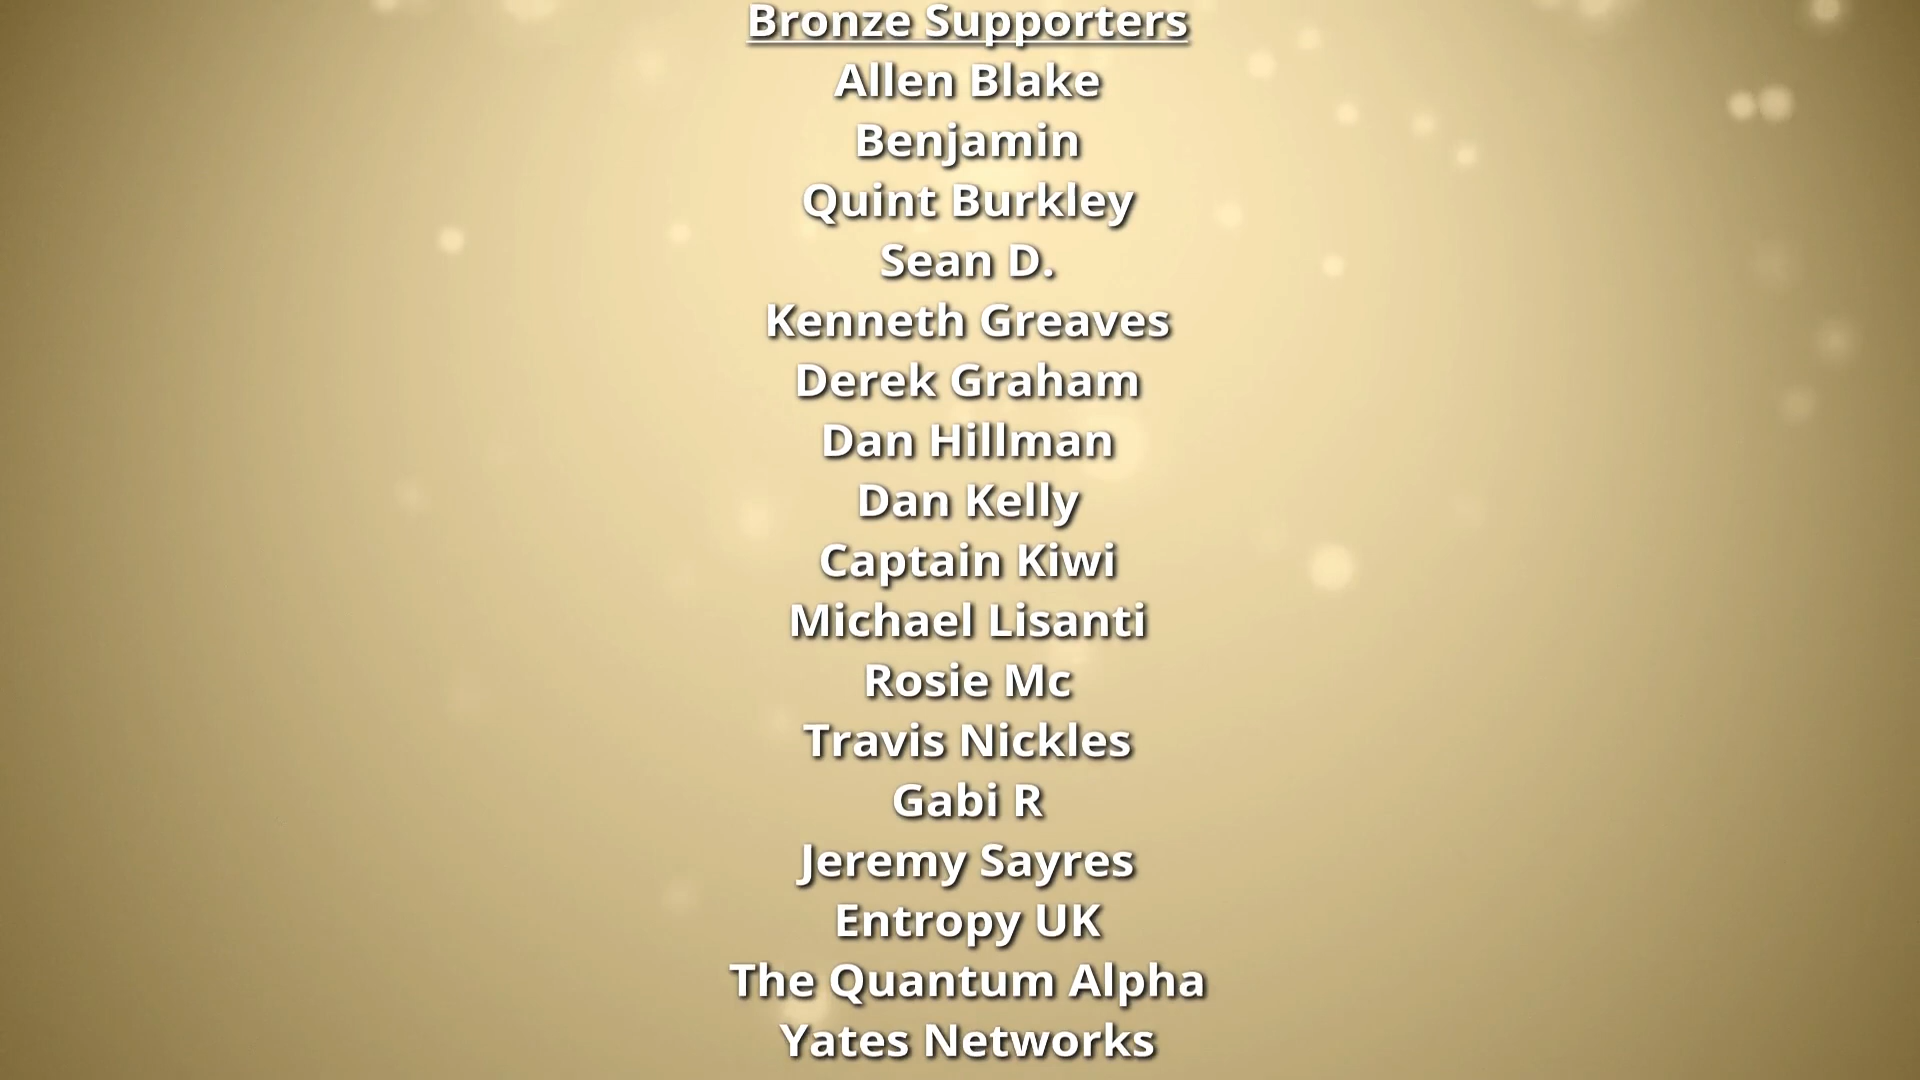 Bronze Supporters
Allen Blake
Benjamin
Quint Burkley
Sean D.
Kenneth Greaves
Derek Graham
Dan Hillman
Dan Kelly
Captain Kiwi
Michael Lisanti
Rosie Mc
Travis Nickles
Gabi R
Jeremy Sayres
Entropy UK
The Quantum Alpha
Yates Networks